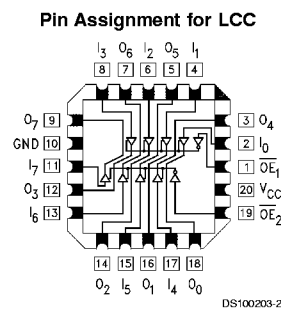 Pin Assignment for LCC
I3 O6 I2 O5 I1
8 7 6 5 4
O7 9
GND 10
I7 11
O3 12
I6 13
3 O4
2 I0
1 OE1
20 VCC
19 OE2
14 15 16 17 18
O2 I5 O1 I4 O0
DS100203-2